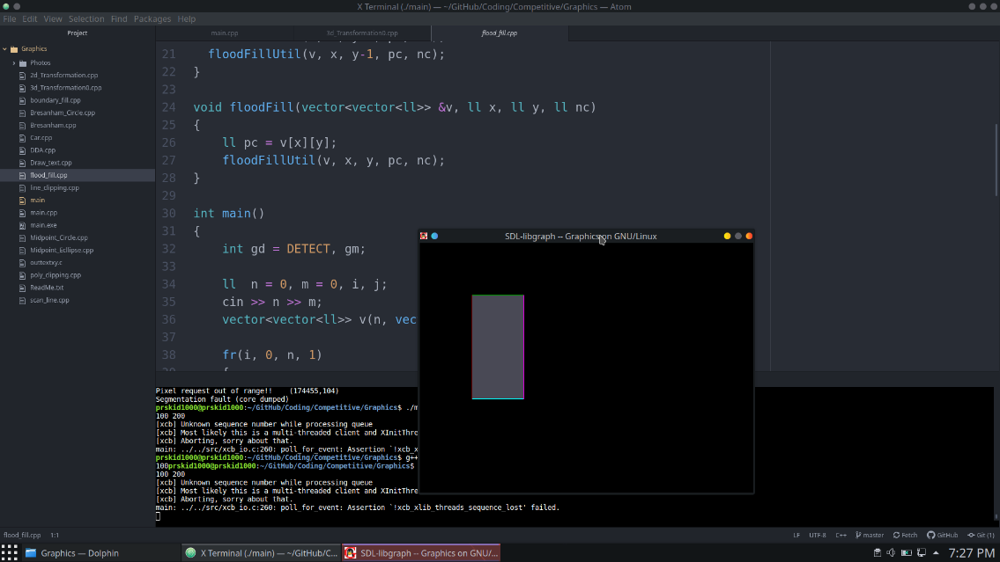 X Terminal (./main) — ~/GitHub/Coding/Competitive/Graphics — Atom
File Edit View Selection Find Packages Help
Project
main.cpp
3d_Transformation0.cpp
flood_fill.cpp
Graphics
Photos
2d_Transformation.cpp
3d_Transformation0.cpp
boundary_fill.cpp
Bresanham_Circle.cpp
Bresanham.cpp
Car.cpp
DDA.cpp
Draw_text.cpp
flood_fill.cpp
line_clipping.cpp
main
main.cpp
main.exe
Midpoint_Circle.cpp
Midpoint_Ecllipse.cpp
outtextxy.c
poly_clipping.cpp
ReadMe.txt
scan_line.cpp
21 floodFillUtil(v, x, y-1, pc, nc);
22 }
23
24 void floodFill(vector<vector<ll>> &v, ll x, ll y, ll nc)
25 {
26 ll pc = v[x][y];
27 floodFillUtil(v, x, y, pc, nc);
28 }
29
30 int main()
31 {
32 int gd = DETECT, gm;
33
34 ll n = 0, m = 0, i, j;
35 cin >> n >> m;
36 vector<vector<ll>> v(n, vec
37
38 fr(i, 0, n, 1)
SDL-libgraph -- Graphics on GNU/Linux
Pixel request out of range!! (174455,104)
Segmentation fault (core dumped)
prskid1000@prskid1000:~/GitHub/Coding/Competitive/Graphics$ ./m
100 200
[xcb] Unknown sequence number while processing queue
[xcb] Most likely this is a multi-threaded client and XInitThre
[xcb] Aborting, sorry about that.
main: ../../src/xcb_io.c:260: poll_for_event: Assertion `!xcb_x
prskid1000@prskid1000:~/GitHub/Coding/Competitive/Graphics$ g++
100prskid1000@prskid1000:~/GitHub/Coding/Competitive/Graphics$
100 200
[xcb] Unknown sequence number while processing queue
[xcb] Most likely this is a multi-threaded client and XInitThre
[xcb] Aborting, sorry about that.
main: ../../src/xcb_io.c:260: poll_for_event: Assertion `!xcb_xlib_threads_sequence_lost' failed.
flood_fill.cpp 1:1
LF UTF-8 C++ master Fetch GitHub Git (1)
Graphics — Dolphin
X Terminal (./main) — ~/GitHub/C...
SDL-libgraph -- Graphics on GNU/...
7:27 PM